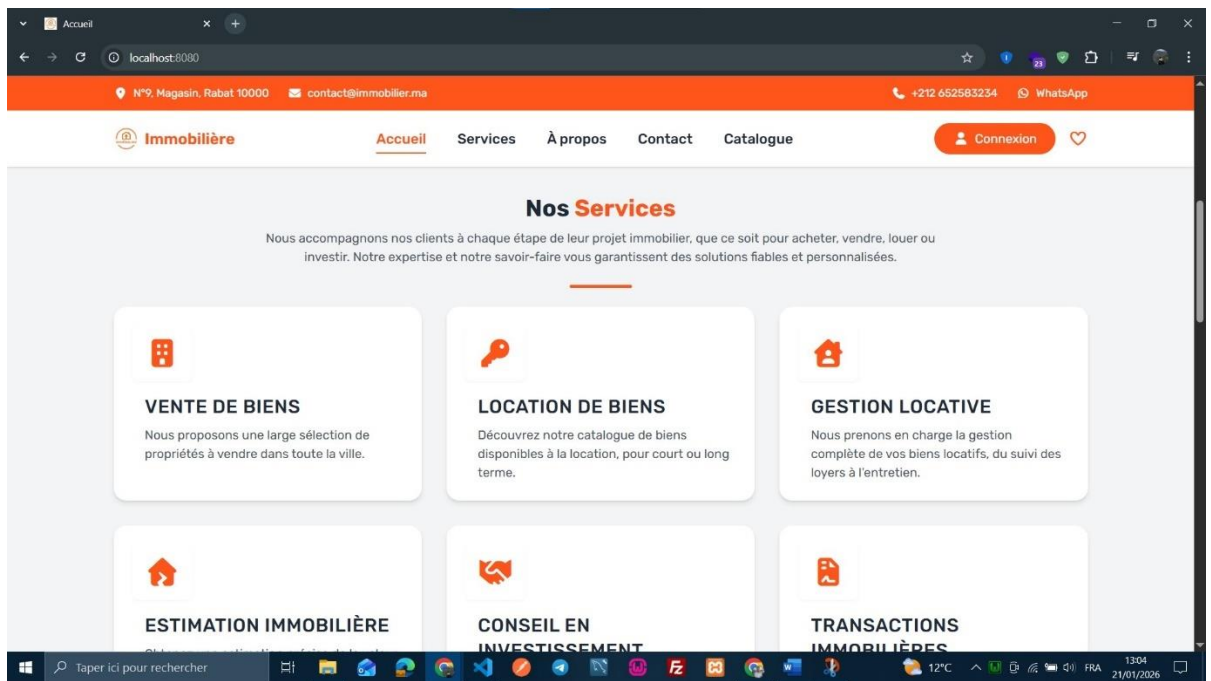 Accueil
localhost:8080
23
N°9, Magasin, Rabat 10000 contact@immobilier.ma +212 652583234 WhatsApp
Immobilière Accueil Services À propos Contact Catalogue Connexion
Nos Services
Nous accompagnons nos clients à chaque étape de leur projet immobilier, que ce soit pour acheter, vendre, louer ou
investir. Notre expertise et notre savoir-faire vous garantissent des solutions fiables et personnalisées.
VENTE DE BIENS
Nous proposons une large sélection de
propriétés à vendre dans toute la ville.
LOCATION DE BIENS
Découvrez notre catalogue de biens
disponibles à la location, pour court ou long
terme.
GESTION LOCATIVE
Nous prenons en charge la gestion
complète de vos biens locatifs, du suivi des
loyers à l'entretien.
ESTIMATION IMMOBILIÈRE
CONSEIL EN
INVESTISSEMENT
TRANSACTIONS
IMMOBILIÈRES
Taper ici pour rechercher 12°C FRA 13:04
21/01/2026